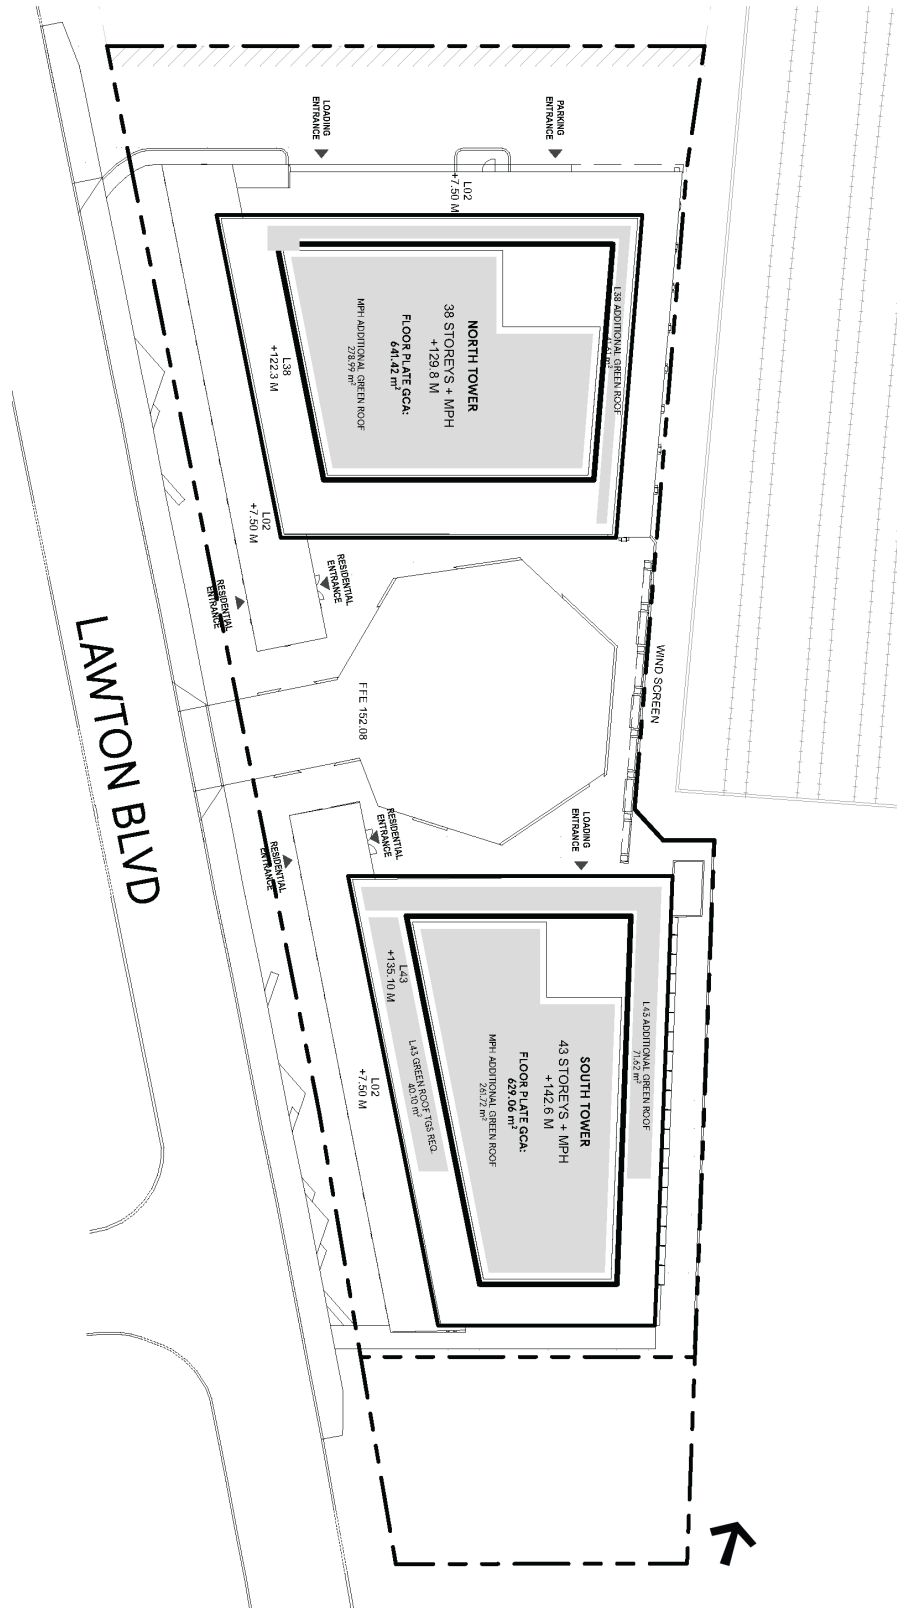 LOADING
ENTRANCE
PARKING
ENTRANCE
L02
+7.50 M
L38 ADDITIONAL GREEN ROOF
NORTH TOWER
38 STOREYS + MPH
+129.8 M
FLOOR PLATE GCA:
641.42 m²
MPH ADDITIONAL GREEN ROOF
278.99 m²
L38
+122.3 M
L02
+7.50 M
RESIDENTIAL
ENTRANCE
RESIDENTIAL
ENTRANCE
WIND SCREEN
FFE 152.08
LAWTON BLVD
LOADING
ENTRANCE
RESIDENTIAL
ENTRANCE
RESIDENTIAL
ENTRANCE
L43
+135.10 M
L43 ADDITIONAL GREEN ROOF
71.62 m²
SOUTH TOWER
43 STOREYS + MPH
+142.6 M
FLOOR PLATE GCA:
629.06 m²
MPH ADDITIONAL GREEN ROOF
261.72 m²
L43 GREEN ROOF TGS REQ.
40.10 m²
L02
+7.50 M